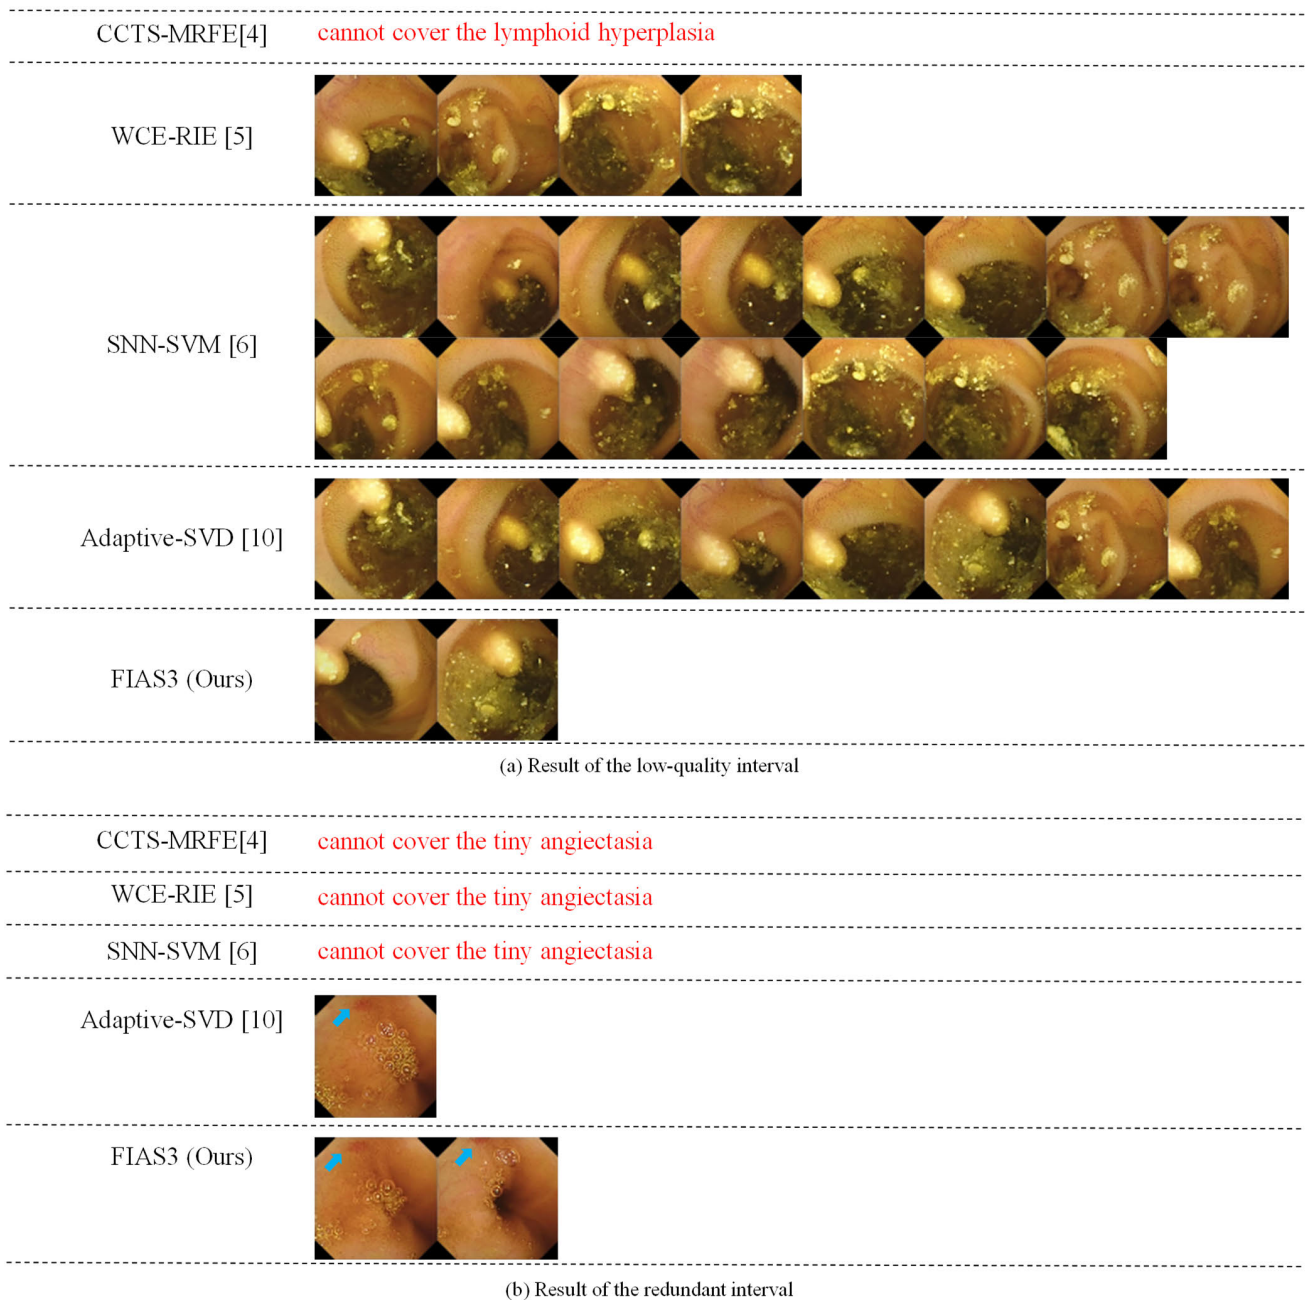 CCTS-MRFE[4] cannot cover the lymphoid hyperplasia
WCE-RIE [5]
SNN-SVM [6]
Adaptive-SVD [10]
FIAS3 (Ours)
(a) Result of the low-quality interval
CCTS-MRFE[4] cannot cover the tiny angiectasia
WCE-RIE [5] cannot cover the tiny angiectasia
SNN-SVM [6] cannot cover the tiny angiectasia
Adaptive-SVD [10]
FIAS3 (Ours)
(b) Result of the redundant interval